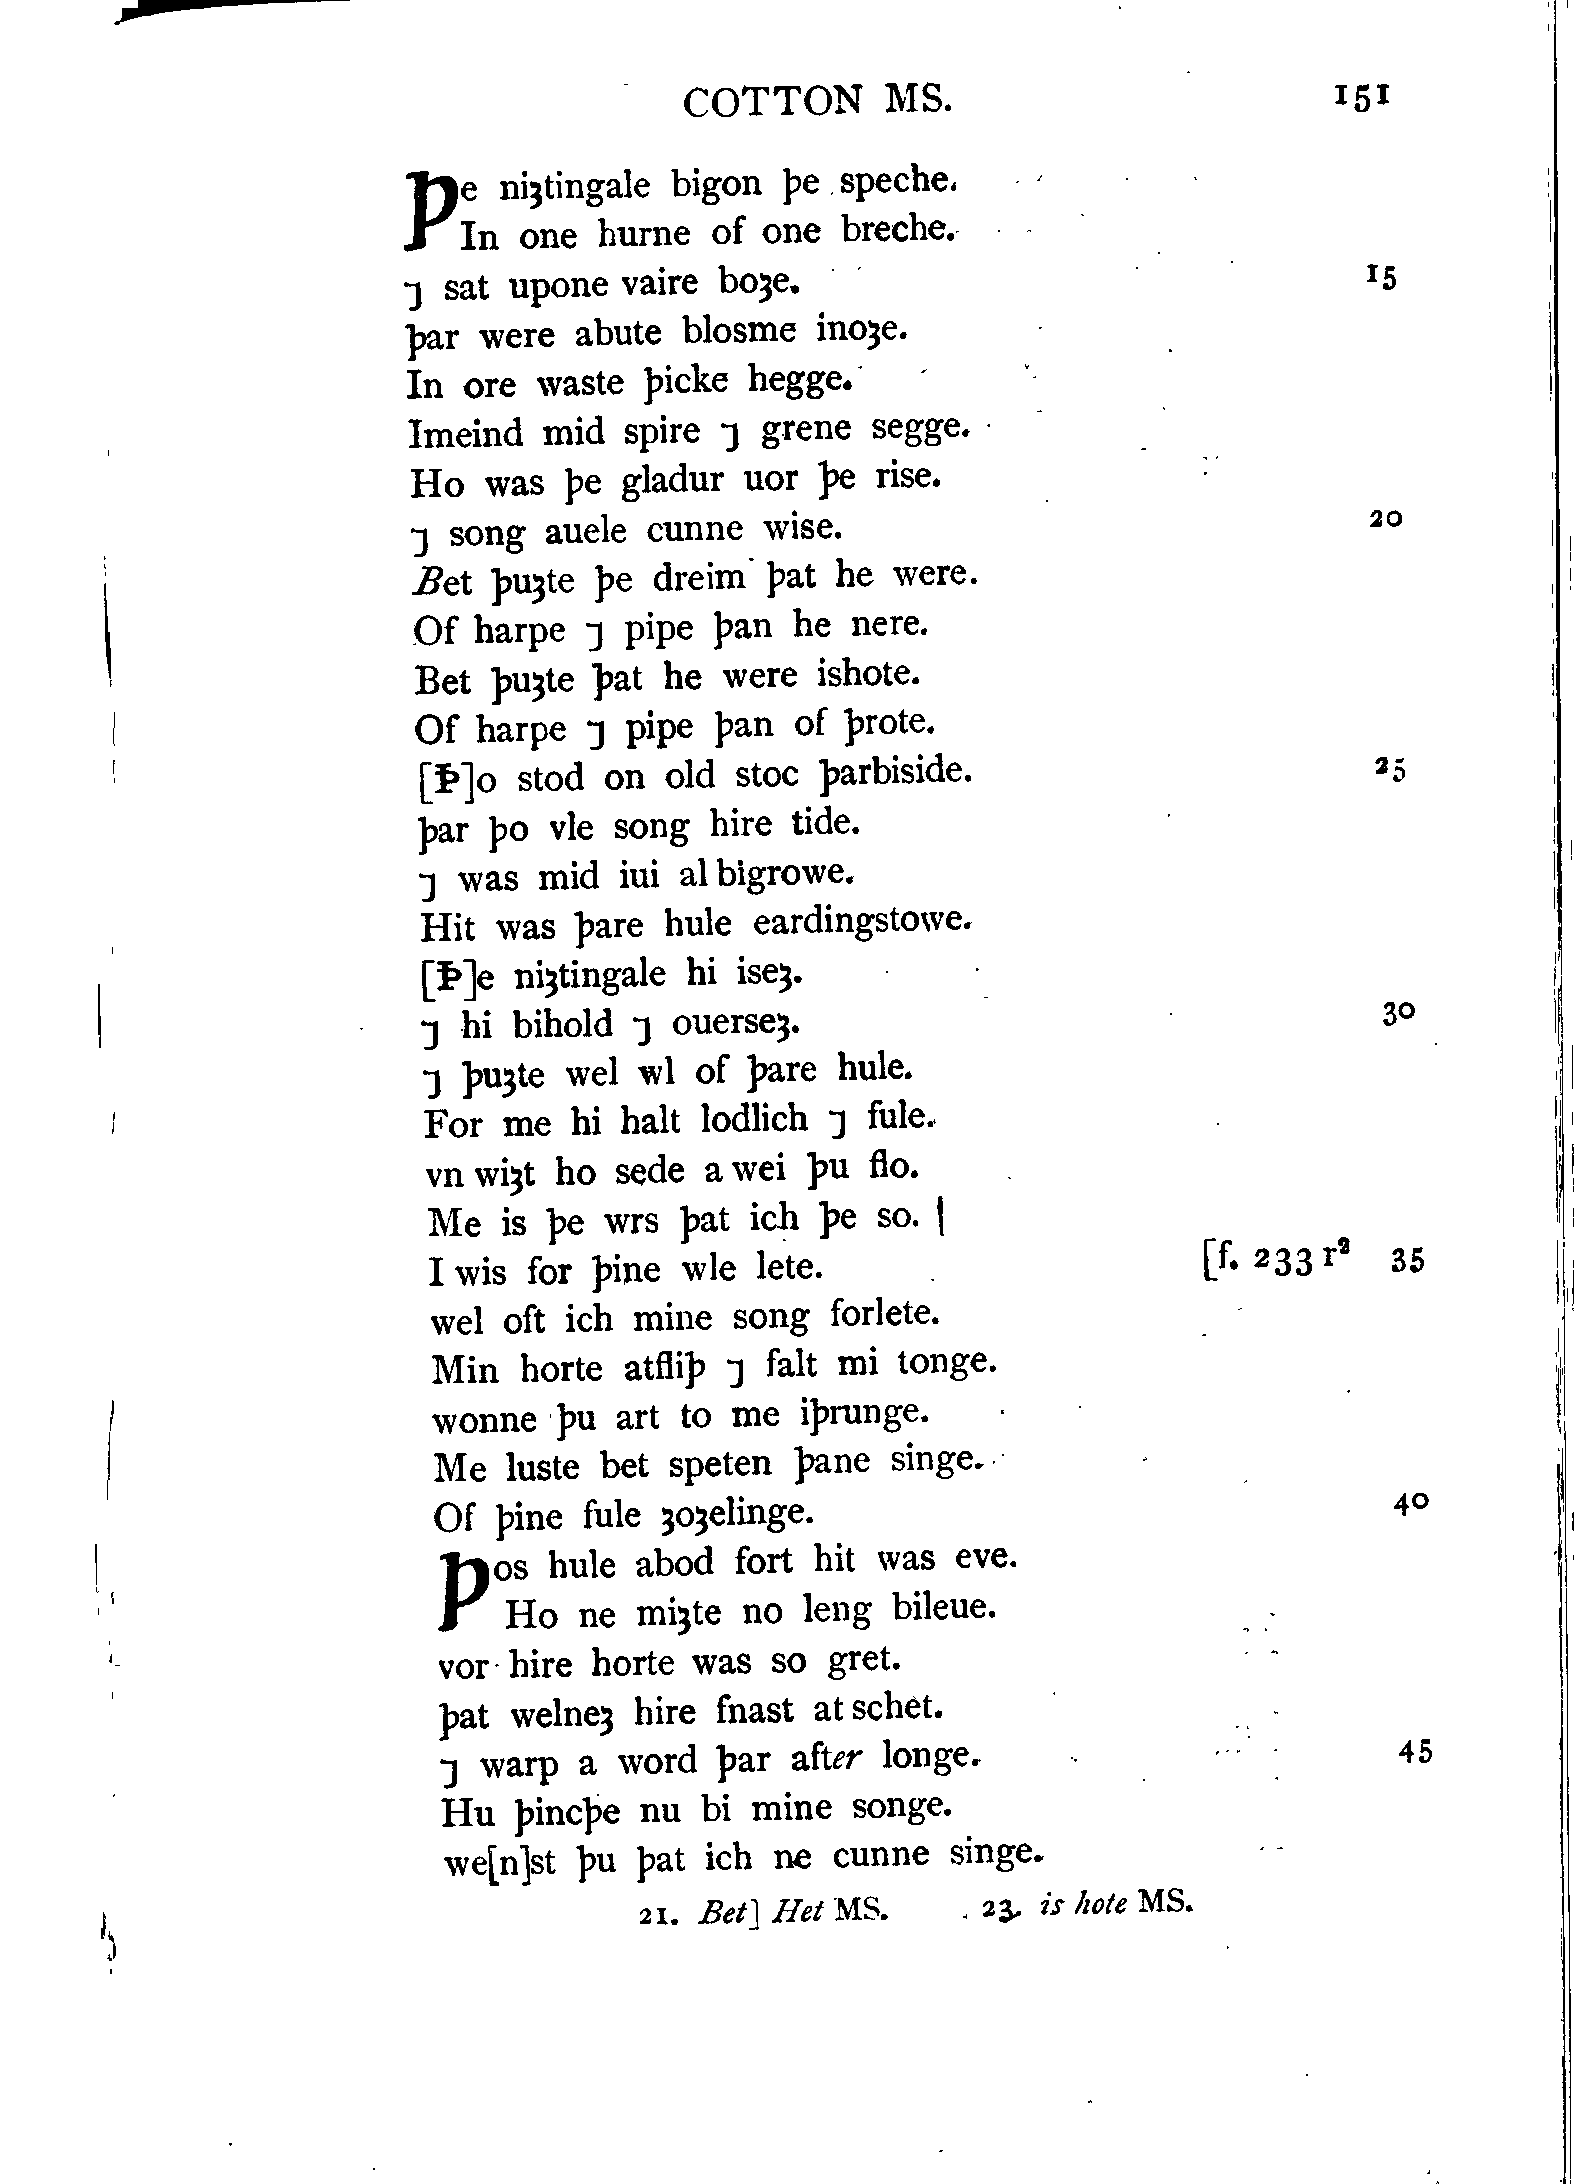 COTTON MS. 151
Þe niȝtingale bigon þe speche.
In one hurne of one breche.
⁊ sat upone vaire boȝe. 15
þar were abute blosme inoȝe.
In ore waste þicke hegge.
Imeind mid spire ⁊ grene segge.
Ho was þe gladur uor þe rise.
⁊ song auele cunne wise. 20
Bet þuȝte þe dreim þat he were.
Of harpe ⁊ pipe þan he nere.
Bet þuȝte þat he were ishote.
Of harpe ⁊ pipe þan of þrote.
[Þ]o stod on old stoc þarbiside. 25
þar þo vle song hire tide.
⁊ was mid iui al bigrowe.
Hit was þare hule eardingstowe.
[Þ]e niȝtingale hi iseȝ.
⁊ hi bihold ⁊ ouerseȝ. 30
⁊ þuȝte wel wl of þare hule.
For me hi halt lodlich ⁊ fule.
vn wiȝt ho sede a wei þu flo.
Me is þe wrs þat ich þe so. |
I wis for þine wle lete. [f. 233 r² 35
wel oft ich mine song forlete.
Min horte atfliþ ⁊ falt mi tonge.
wonne þu art to me iþrunge.
Me luste bet speten þane singe.
Of þine fule ȝoȝelinge. 40
Þos hule abod fort hit was eve.
Ho ne miȝte no leng bileue.
vor hire horte was so gret.
þat welneȝ hire fnast at schet.
⁊ warp a word þar after longe. 45
Hu þincþe nu bi mine songe.
we[n]st þu þat ich ne cunne singe.
21. Bet] Het MS. 23. is hote MS.